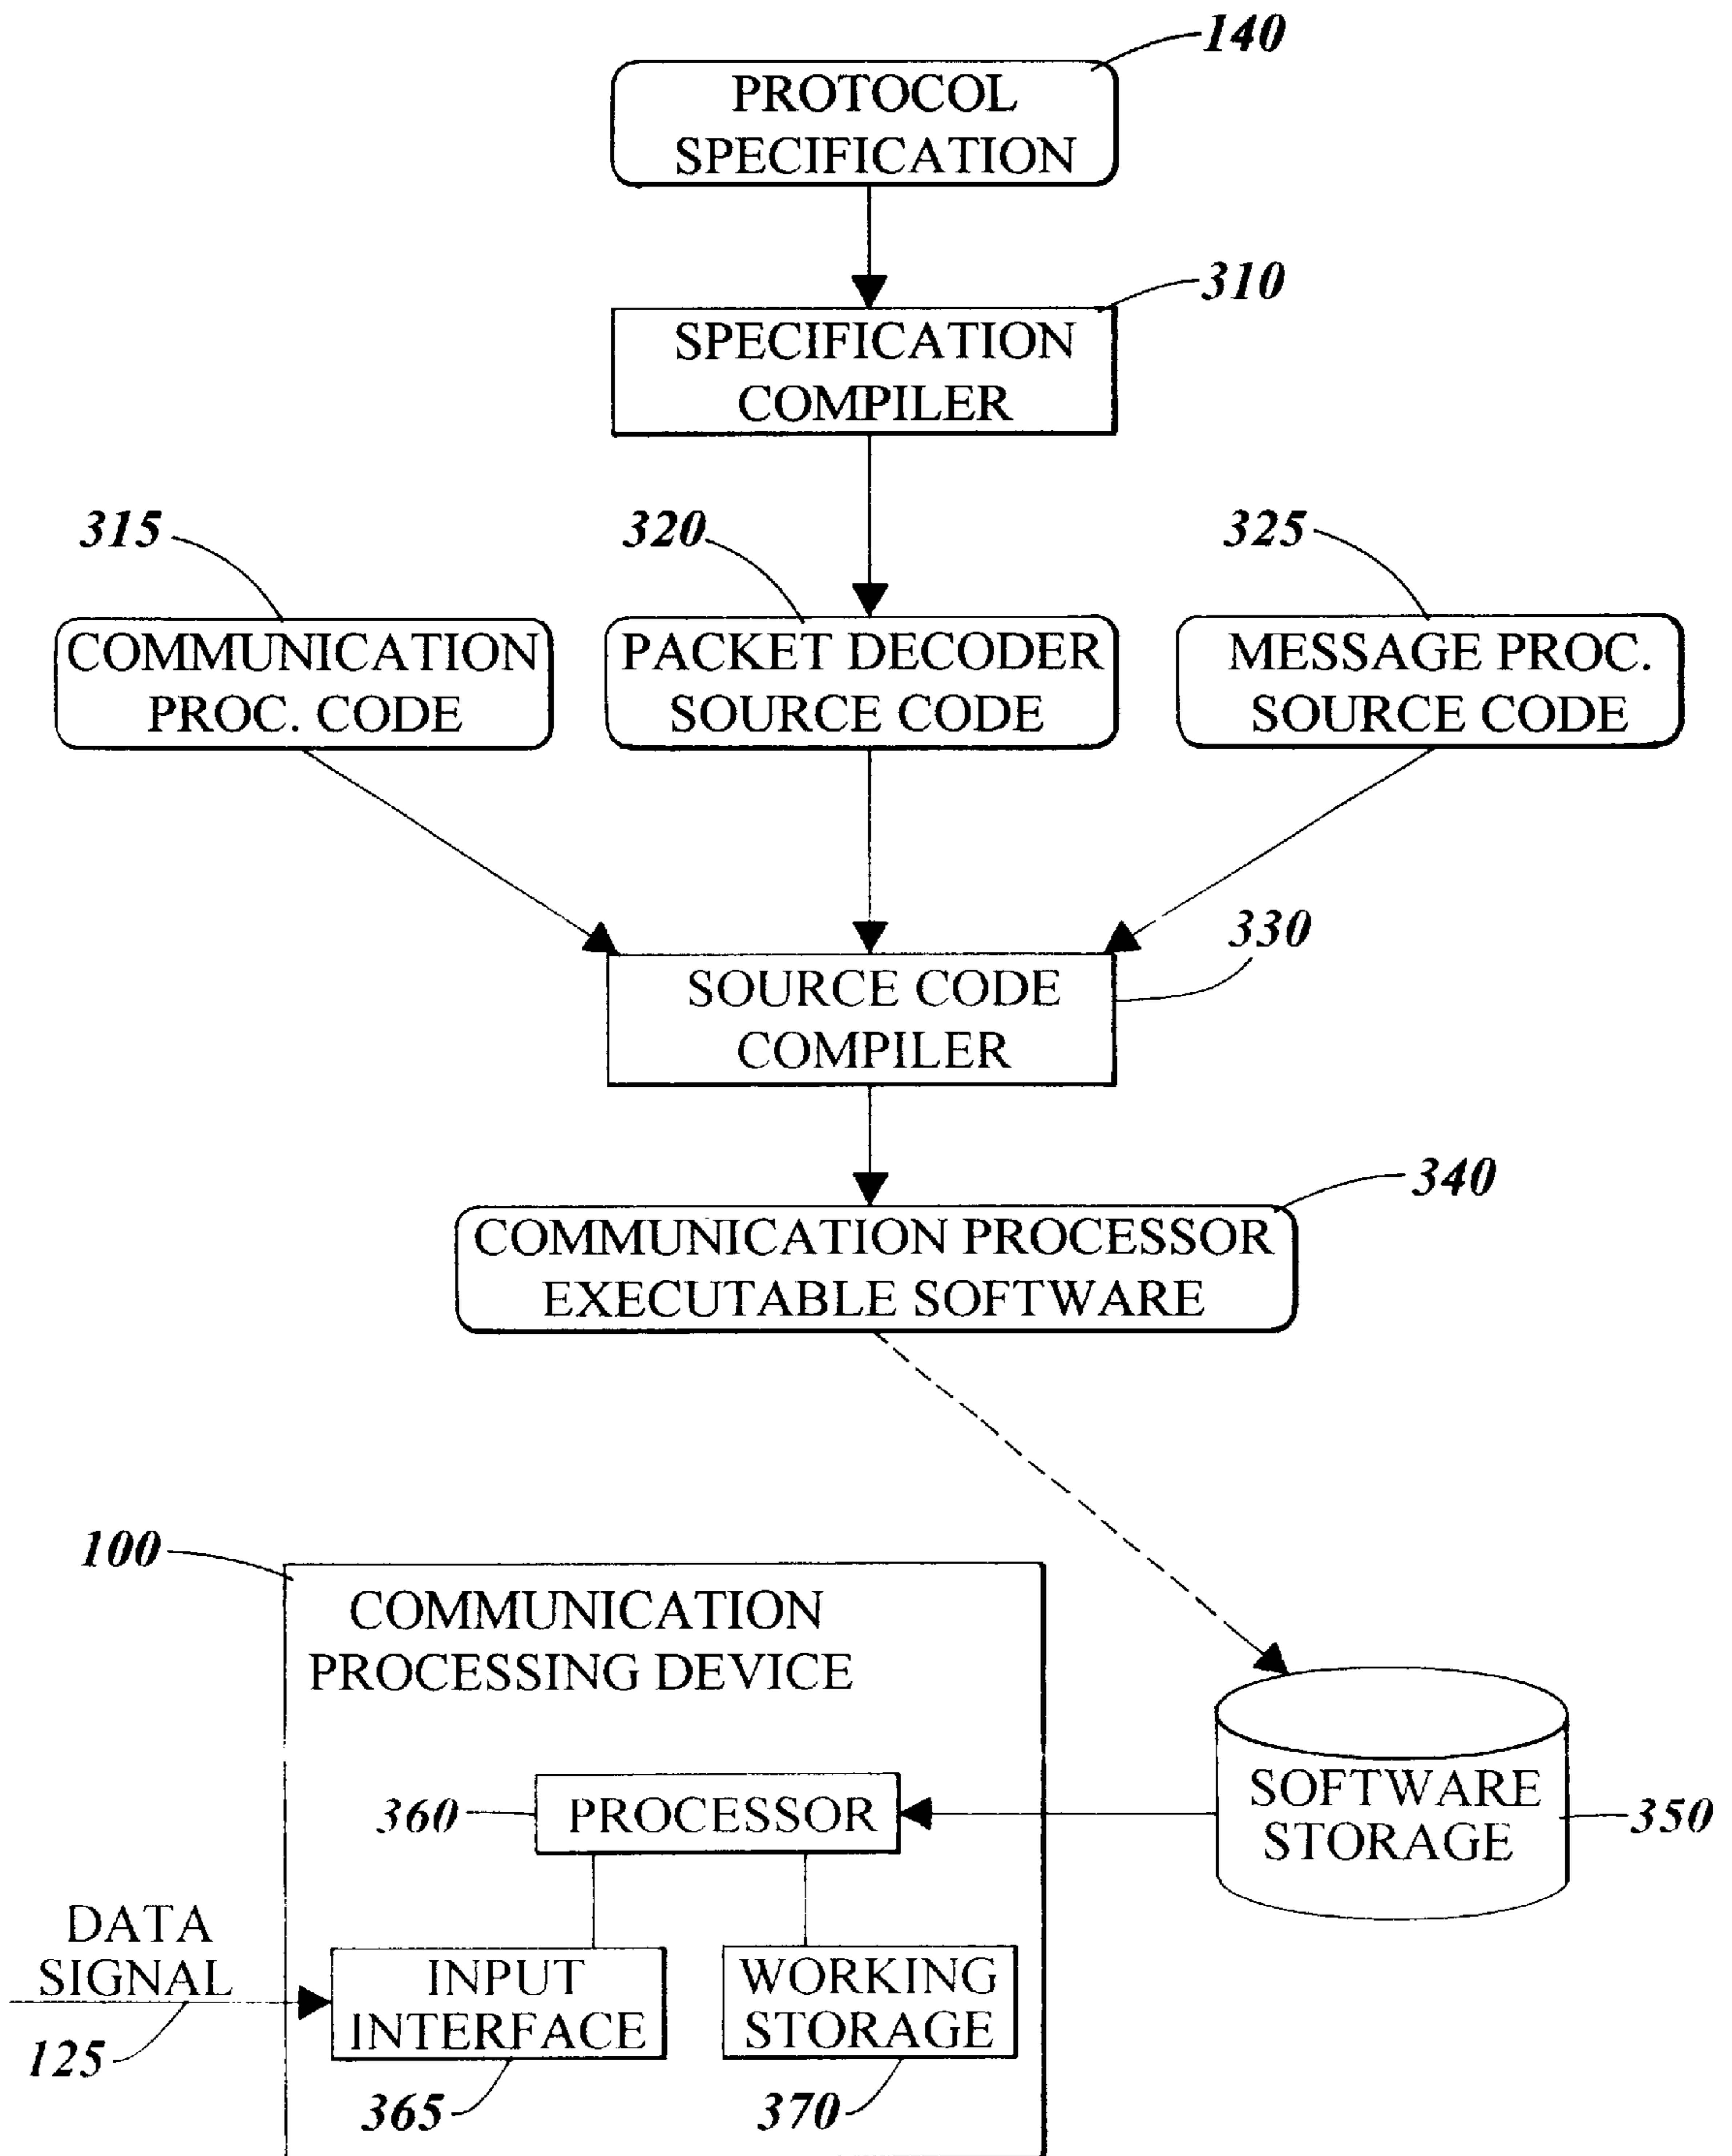 140
PROTOCOL
SPECIFICATION
310
SPECIFICATION
COMPILER
315
320
325
COMMUNICATION
PROC. CODE
PACKET DECODER
SOURCE CODE
MESSAGE PROC.
SOURCE CODE
330
SOURCE CODE
COMPILER
340
COMMUNICATION PROCESSOR
EXECUTABLE SOFTWARE
100
COMMUNICATION
PROCESSING DEVICE
360
PROCESSOR
SOFTWARE
STORAGE
350
DATA
SIGNAL
125
INPUT
INTERFACE
365
WORKING
STORAGE
370